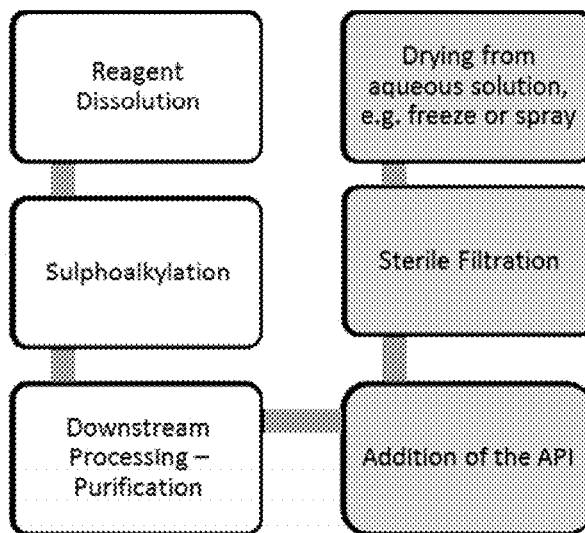 Reagent
Dissolution
Sulphoalkylation
Downstream
Processing –
Purification
Addition of the API
Sterile Filtration
Drying from
aqueous solution,
e.g. freeze or spray